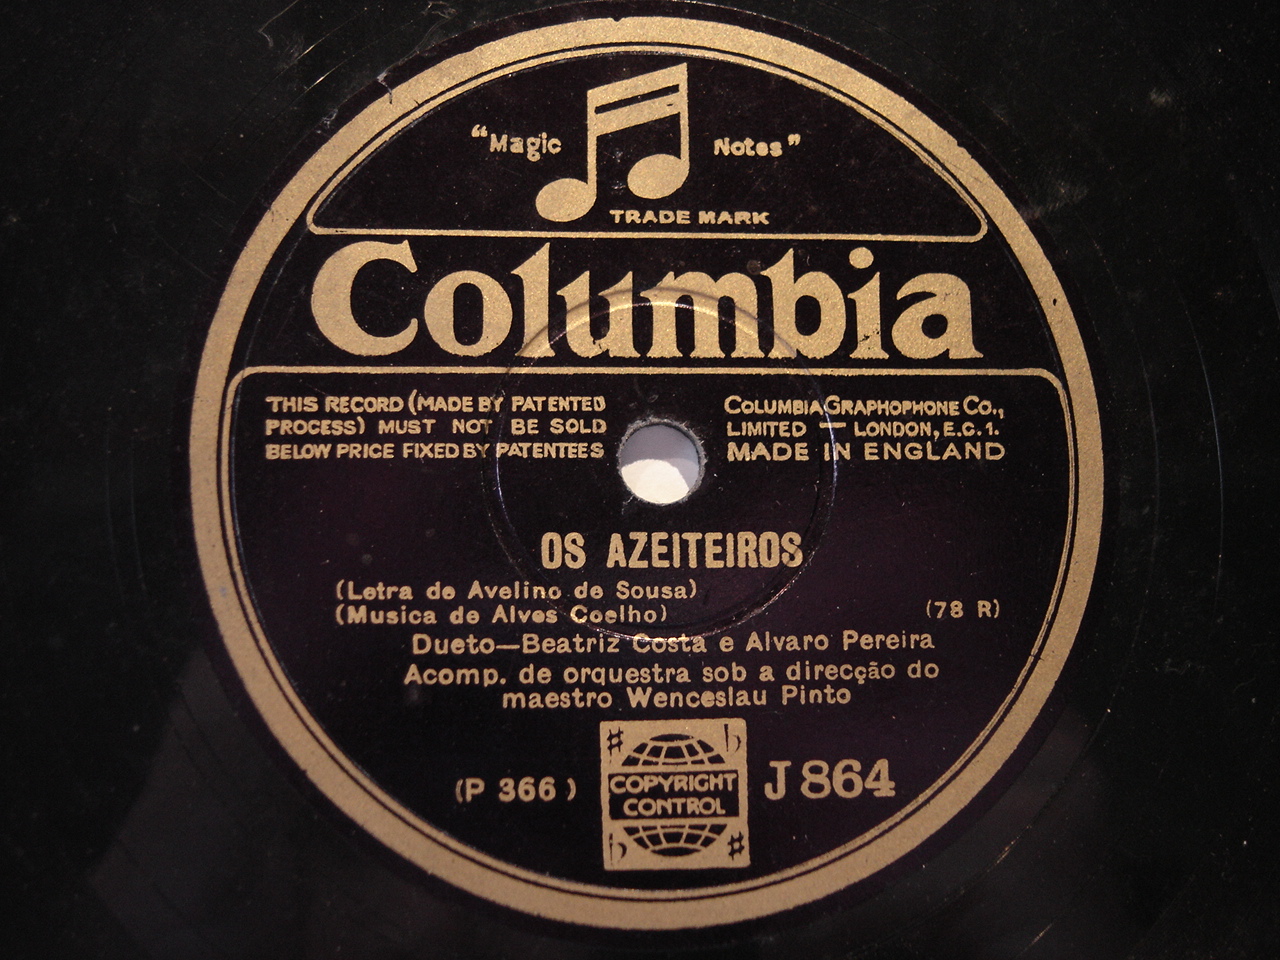 "Magic Notes"
TRADE MARK
Columbia
THIS RECORD (MADE BY PATENTED
PROCESS) MUST NOT BE SOLD
BELOW PRICE FIXED BY PATENTEES
COLUMBIA GRAPHOPHONE CO.,
LIMITED — LONDON, E.C.1.
MADE IN ENGLAND
OS AZEITEIROS
(Letra de Avelino de Sousa)
(Musica de Alves Coelho)
(78 R)
Dueto—Beatriz Costa e Alvaro Pereira
Acomp. de orquestra sob a direcção do
maestro Wenceslau Pinto
(P 366)
♯ ♭
COPYRIGHT
CONTROL
♭ ♯
J 864